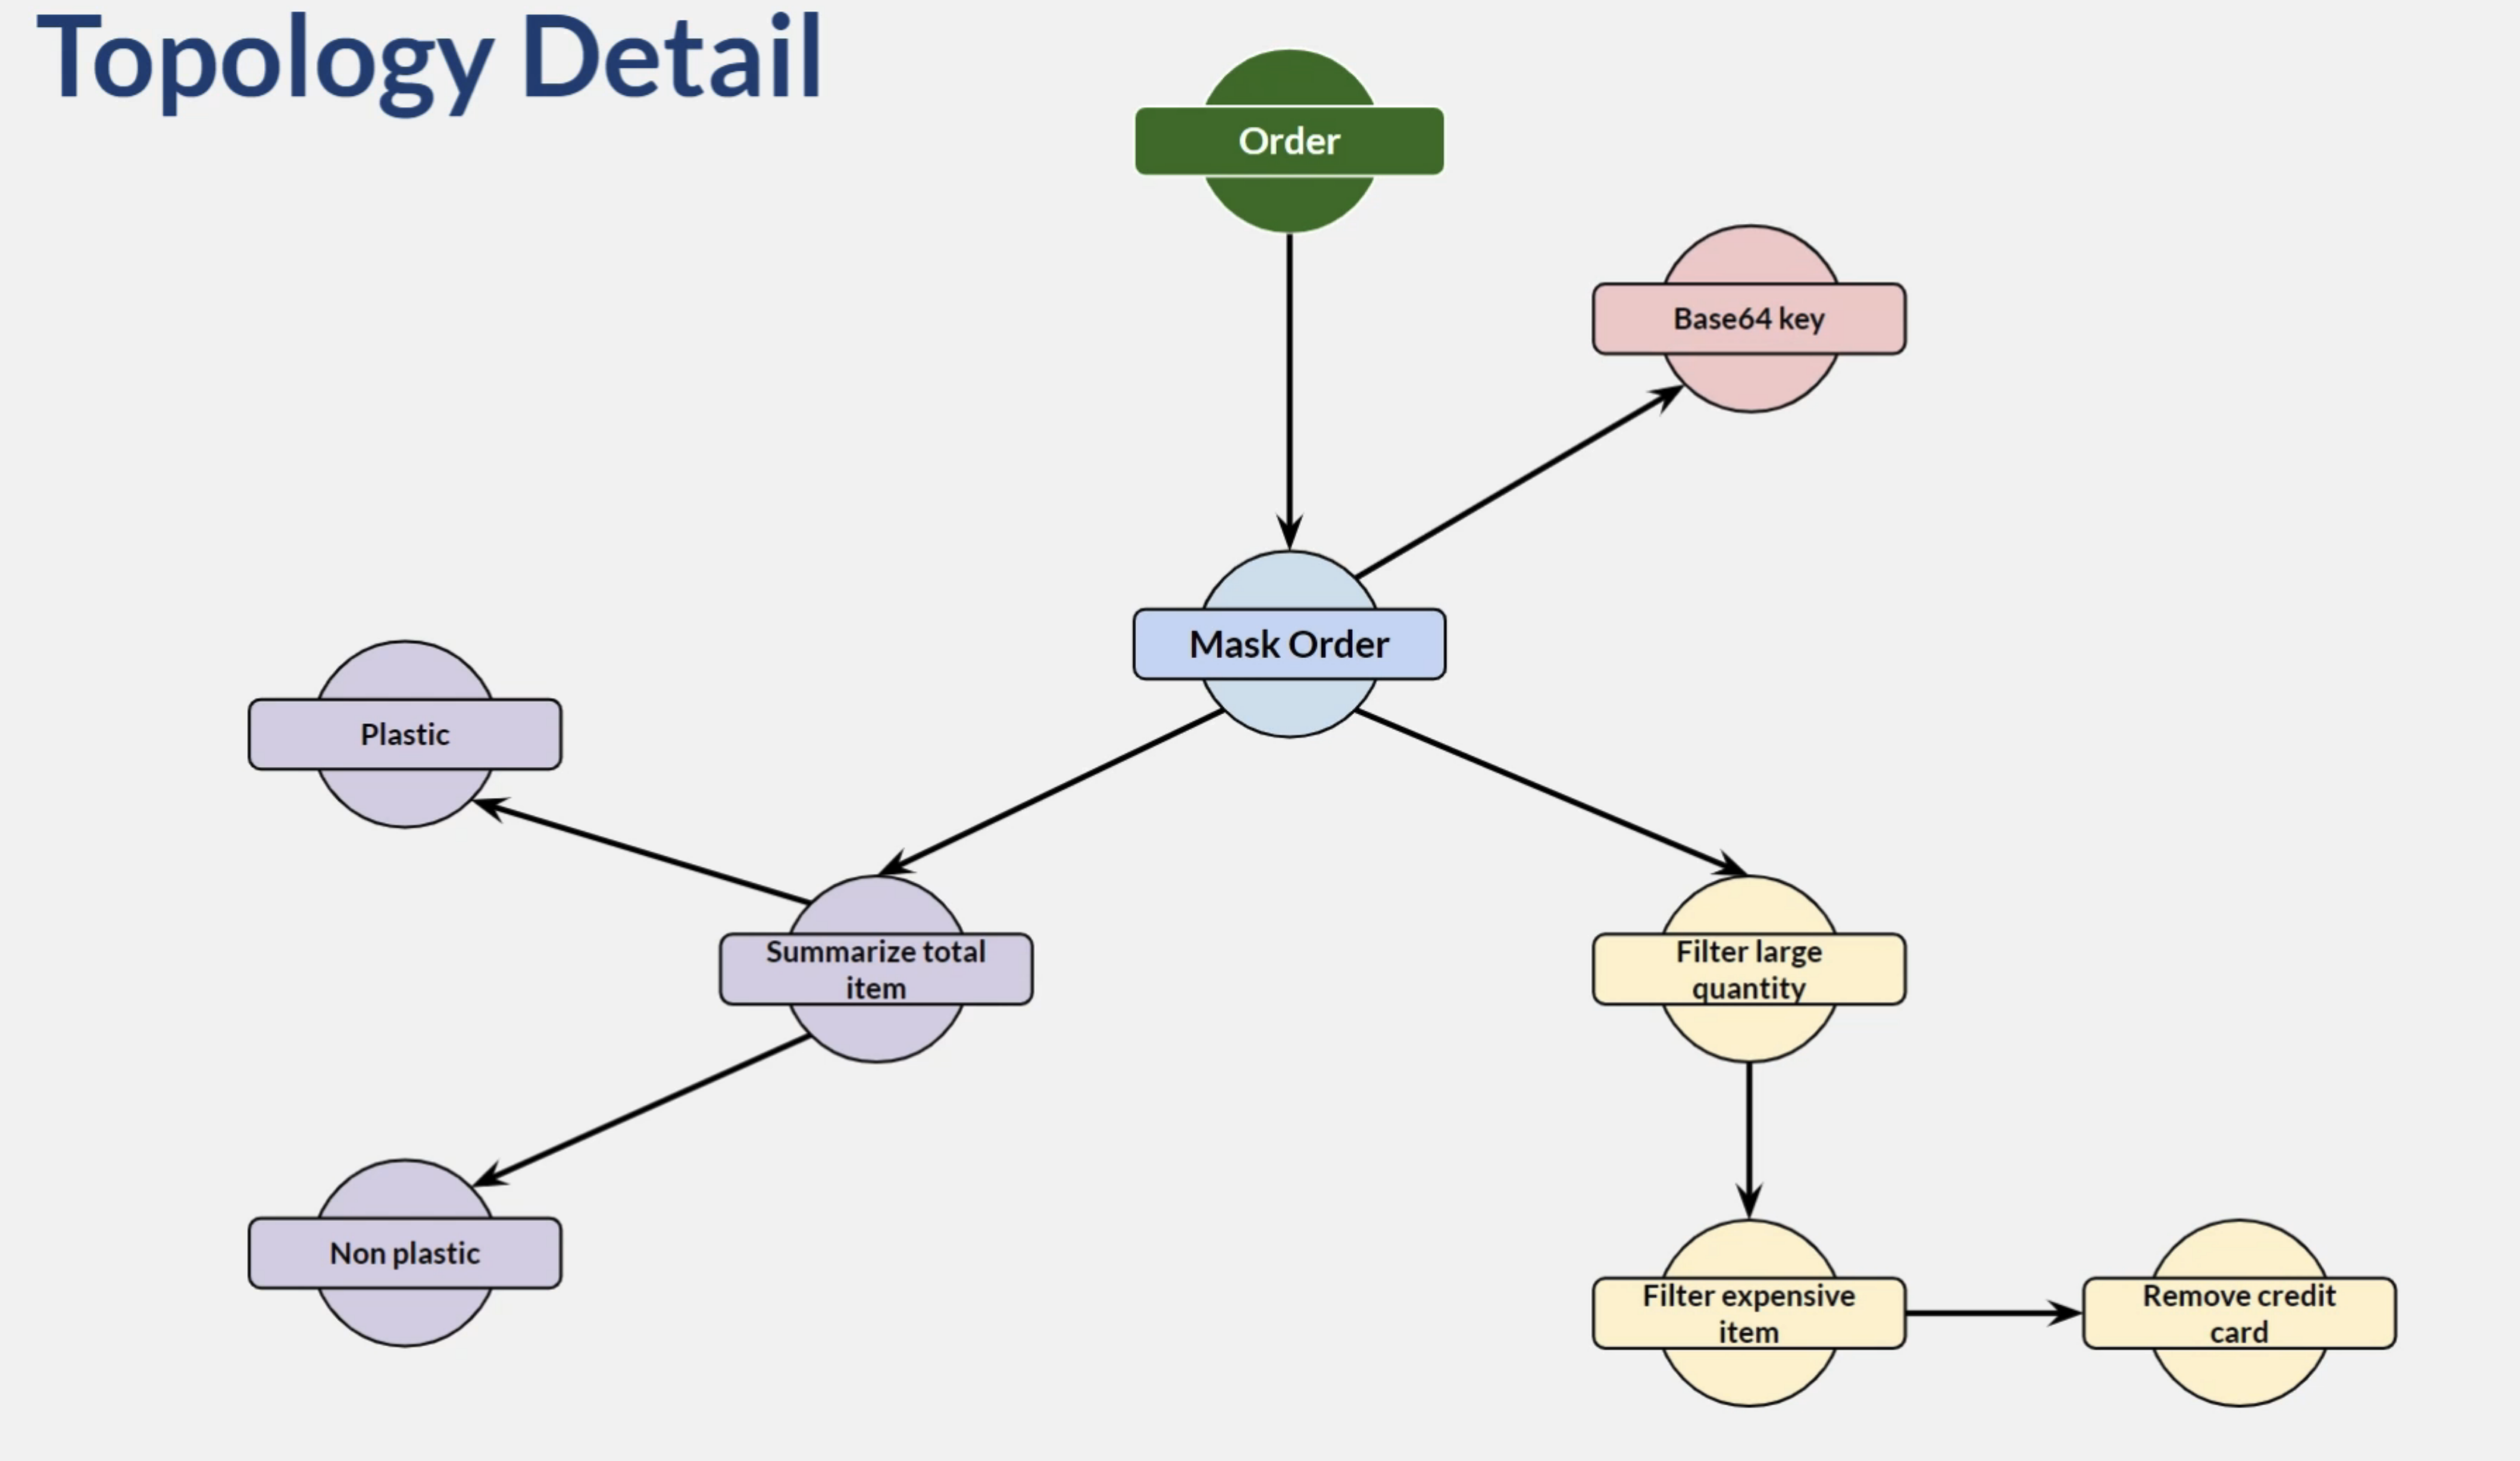 Topology Detail
Order
Base64 key
Mask Order
Plastic
Summarize total
item
Filter large
quantity
Non plastic
Filter expensive
item
Remove credit
card